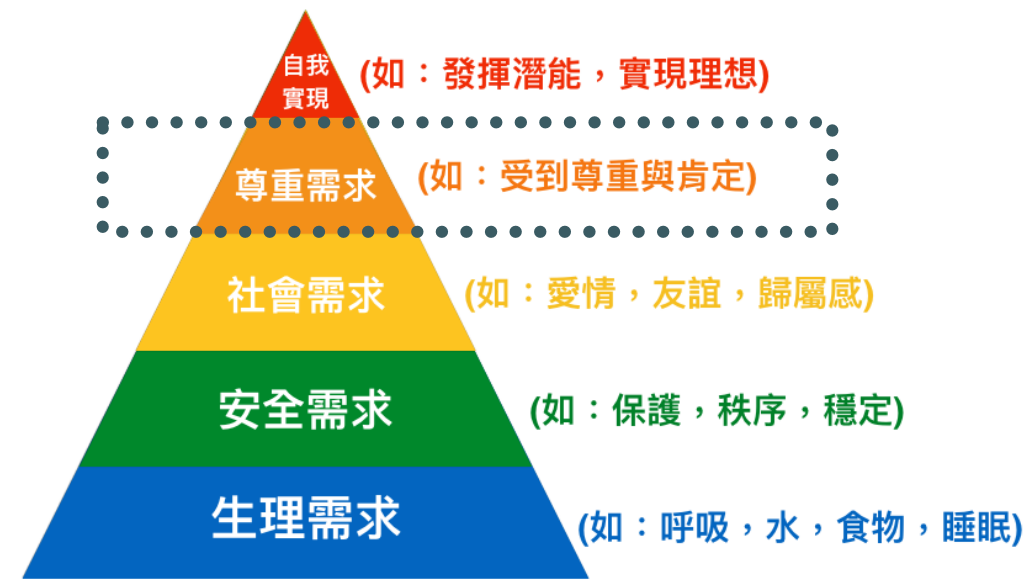 自我
實現
(如：發揮潛能，實現理想)
尊重需求
(如：受到尊重與肯定)
社會需求
(如：愛情，友誼，歸屬感)
安全需求
(如：保護，秩序，穩定)
生理需求
(如：呼吸，水，食物，睡眠)